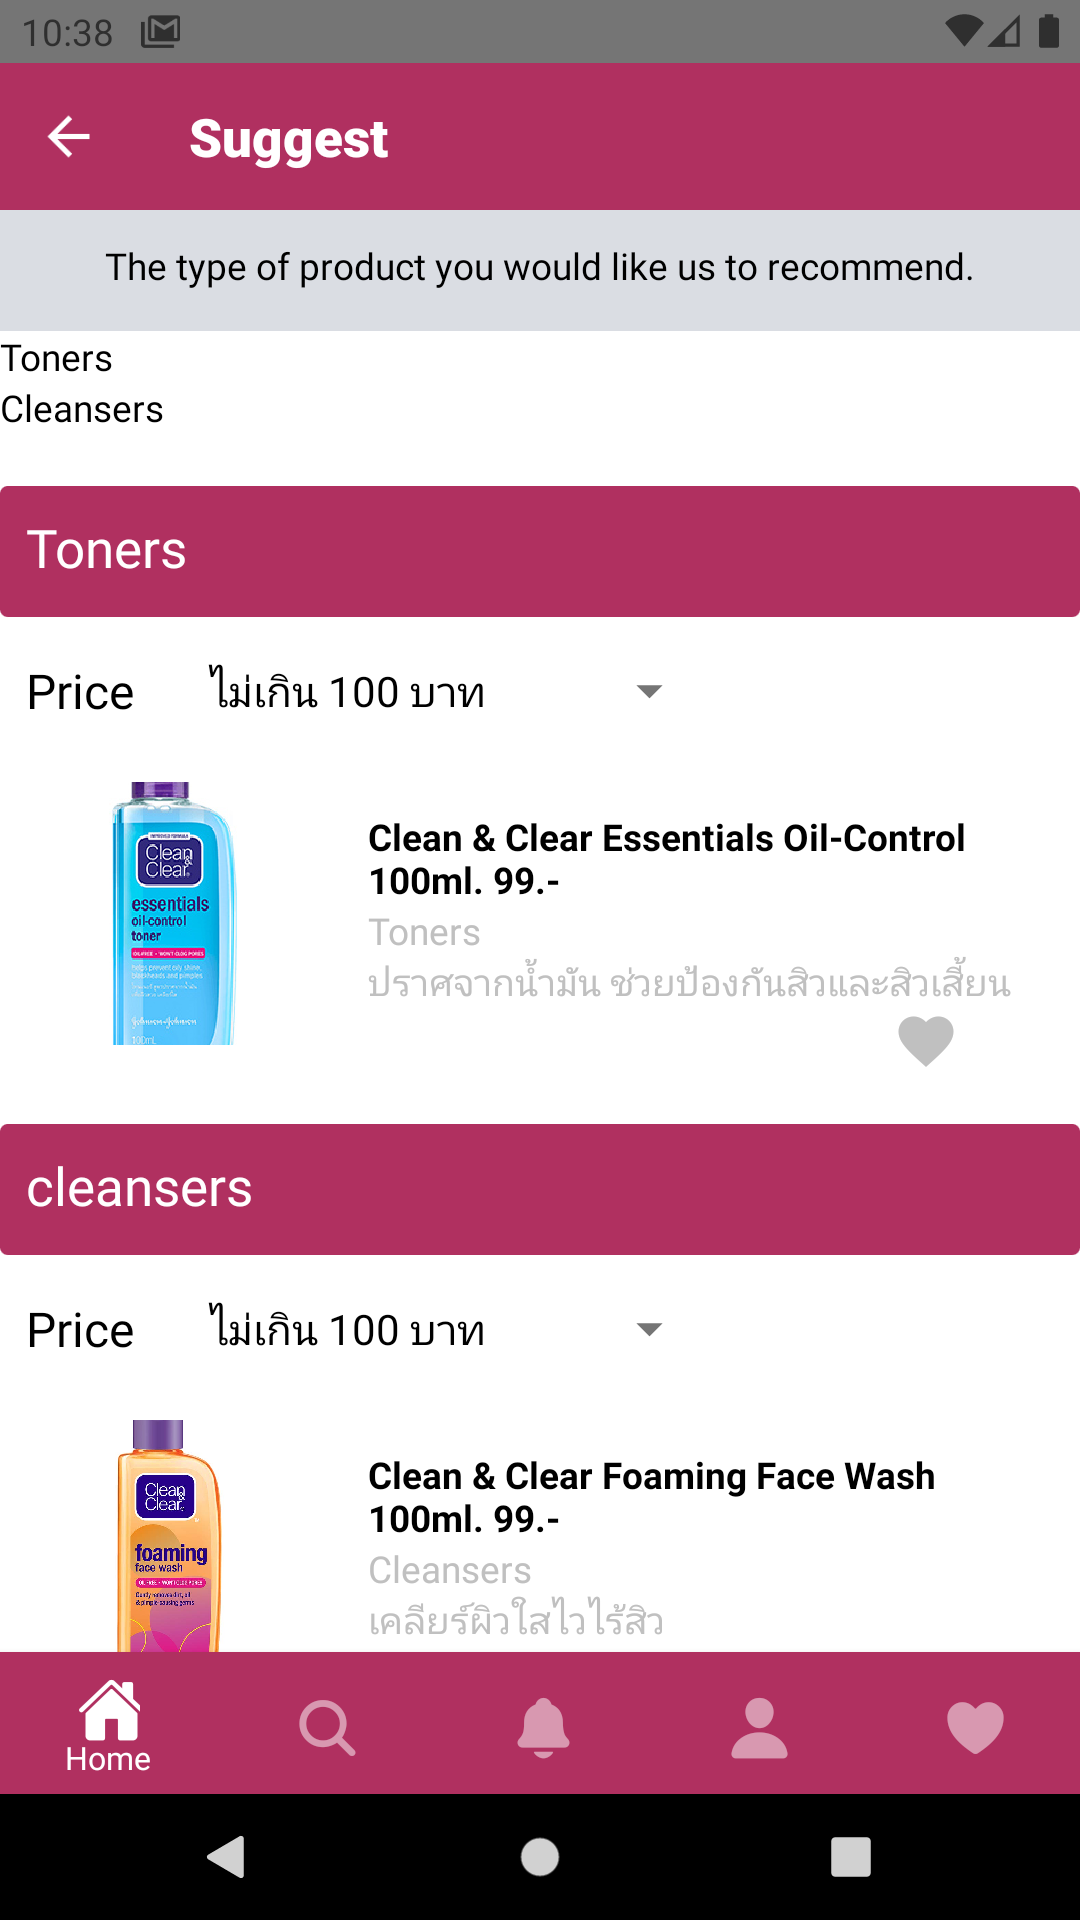 10:38
Suggest
The type of product you would like us to recommend.
Toners
Cleansers
Toners
Price ไม่เกิน 100 บาท
Clean & Clear
essentials
oil-control
toner
Clean & Clear Essentials Oil-Control
100ml. 99.-
Toners
ปราศจากน้ำมัน ช่วยป้องกันสิวและสิวเสี้ยน
cleansers
Price ไม่เกิน 100 บาท
Clean & Clear
foaming
face wash
Clean & Clear Foaming Face Wash
100ml. 99.-
Cleansers
เคลียร์ผิวใสไวไร้สิว
Home